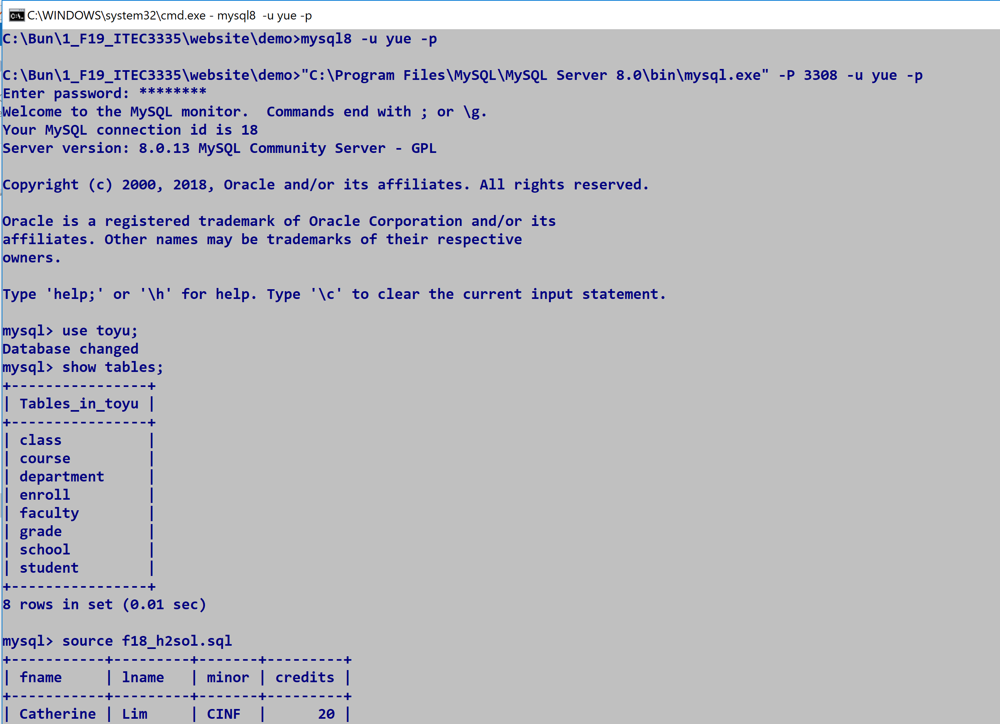 C:\WINDOWS\system32\cmd.exe - mysql8  -u yue -p
C:\Bun\1_F19_ITEC3335\website\demo>mysql8 -u yue -p
C:\Bun\1_F19_ITEC3335\website\demo>"C:\Program Files\MySQL\MySQL Server 8.0\bin\mysql.exe" -P 3308 -u yue -p
Enter password: ********
Welcome to the MySQL monitor.  Commands end with ; or \g.
Your MySQL connection id is 18
Server version: 8.0.13 MySQL Community Server - GPL
Copyright (c) 2000, 2018, Oracle and/or its affiliates. All rights reserved.
Oracle is a registered trademark of Oracle Corporation and/or its
affiliates. Other names may be trademarks of their respective
owners.
Type 'help;' or '\h' for help. Type '\c' to clear the current input statement.
mysql> use toyu;
Database changed
mysql> show tables;
+----------------+
| Tables_in_toyu |
+----------------+
| class          |
| course         |
| department     |
| enroll         |
| faculty        |
| grade          |
| school         |
| student        |
+----------------+
8 rows in set (0.01 sec)
mysql> source f18_h2sol.sql
+-----------+---------+-------+---------+
| fname     | lname   | minor | credits |
+-----------+---------+-------+---------+
| Catherine | Lim     | CINF  |      20 |